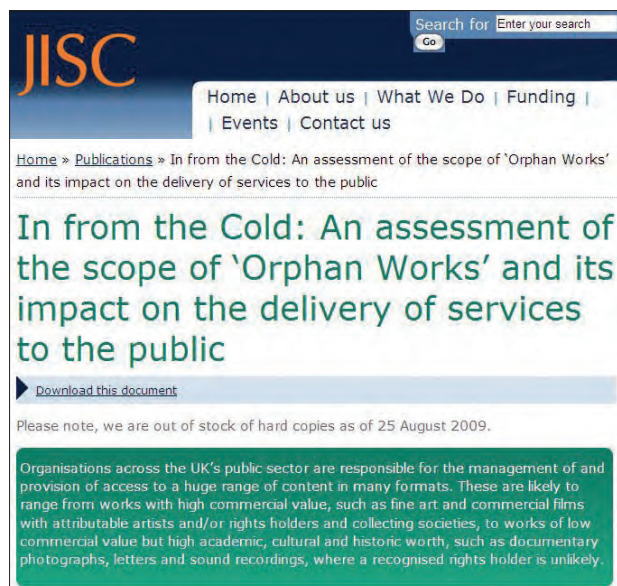 JISC
Search for Enter your search
Go
Home | About us | What We Do | Funding |
| Events | Contact us
Home » Publications » In from the Cold: An assessment of the scope of ‘Orphan Works’
and its impact on the delivery of services to the public
In from the Cold: An assessment of
the scope of ‘Orphan Works’ and its
impact on the delivery of services
to the public
Download this document
Please note, we are out of stock of hard copies as of 25 August 2009.
Organisations across the UK's public sector are responsible for the management of and
provision of access to a huge range of content in many formats. These are likely to
range from works with high commercial value, such as fine art and commercial films
with attributable artists and/or rights holders and collecting societies, to works of low
commercial value but high academic, cultural and historic worth, such as documentary
photographs, letters and sound recordings, where a recognised rights holder is unlikely.